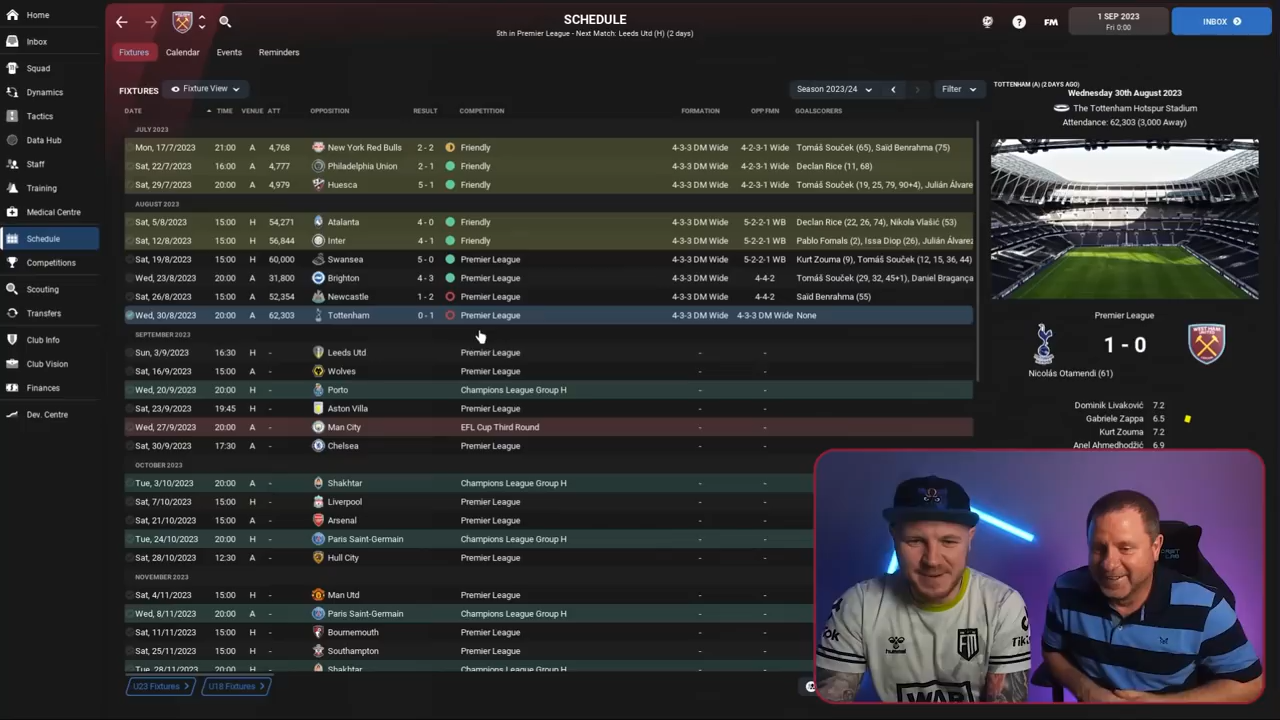 Home
Inbox
Squad
Dynamics
Tactics
Data Hub
Staff
Training
Medical Centre
Schedule
Competitions
Scouting
Transfers
Club Info
Club Vision
Finances
Dev. Centre
SCHEDULE
5th in Premier League - Next Match: Leeds Utd (H) (2 days)
FM
1 SEP 2023
Fri 0:00
INBOX
Fixtures Calendar Events Reminders
FIXTURES Fixture View Season 2023/24 Filter
DATE TIME VENUE ATT OPPOSITION RESULT COMPETITION FORMATION OPP FMN GOALSCORERS
JULY 2023
Mon, 17/7/2023 21:00 A 4,768 New York Red Bulls 2 - 2 Friendly 4-3-3 DM Wide 4-2-3-1 Wide Tomáš Souček (65), Saïd Benrahma (75)
Sat, 22/7/2023 16:00 A 4,777 Philadelphia Union 2 - 1 Friendly 4-3-3 DM Wide 4-2-3-1 Wide Declan Rice (11, 68)
Sat, 29/7/2023 20:00 A 4,979 Huesca 5 - 1 Friendly 4-3-3 DM Wide 4-2-3-1 Wide Tomáš Souček (19, 25, 79, 90+4), Julián Álvare
AUGUST 2023
Sat, 5/8/2023 15:00 H 54,271 Atalanta 4 - 0 Friendly 4-3-3 DM Wide 5-2-2-1 WB Declan Rice (22, 26, 74), Nikola Vlašić (53)
Sat, 12/8/2023 15:00 H 56,844 Inter 4 - 1 Friendly 4-3-3 DM Wide 5-2-2-1 WB Pablo Fornals (2), Issa Diop (26), Julián Álvarez
Sat, 19/8/2023 15:00 H 60,000 Swansea 5 - 0 Premier League 4-3-3 DM Wide 5-2-2-1 WB Kurt Zouma (9), Tomáš Souček (12, 15, 36, 44)
Wed, 23/8/2023 20:00 A 31,800 Brighton 4 - 3 Premier League 4-3-3 DM Wide 4-4-2 Tomáš Souček (29, 32, 45+1), Daniel Bragança
Sat, 26/8/2023 15:00 A 52,354 Newcastle 1 - 2 Premier League 4-3-3 DM Wide 4-4-2 Saïd Benrahma (55)
Wed, 30/8/2023 20:00 A 62,303 Tottenham 0 - 1 Premier League 4-3-3 DM Wide 4-3-3 DM Wide None
SEPTEMBER 2023
Sun, 3/9/2023 16:30 H Leeds Utd Premier League - -
Sat, 16/9/2023 15:00 A - Wolves Premier League - -
Wed, 20/9/2023 20:00 H - Porto Champions League Group H - -
Sat, 23/9/2023 19:45 A - Aston Villa Premier League - -
Wed, 27/9/2023 20:00 A - Man City EFL Cup Third Round - -
Sat, 30/9/2023 17:30 H - Chelsea Premier League - -
OCTOBER 2023
Tue, 3/10/2023 20:00 A - Shakhtar Champions League Group H - -
Sat, 7/10/2023 15:00 H - Liverpool Premier League - -
Sat, 21/10/2023 15:00 A - Arsenal Premier League - -
Tue, 24/10/2023 20:00 H - Paris Saint-Germain Champions League Group H - -
Sat, 28/10/2023 12:30 A - Hull City Premier League - -
NOVEMBER 2023
Sat, 4/11/2023 15:00 H - Man Utd Premier League - -
Wed, 8/11/2023 20:00 A - Paris Saint-Germain Champions League Group H - -
Sat, 11/11/2023 15:00 H - Bournemouth Premier League - -
Sat, 25/11/2023 15:00 H - Southampton Premier League - -
Tue, 28/11/2023 20:00 H - Shakhtar Champions League Group H - -
U23 Fixtures U18 Fixtures
TOTTENHAM (A) (2 DAYS AGO)
Wednesday 30th August 2023
The Tottenham Hotspur Stadium
Attendance: 62,303 (3,000 Away)
Premier League
1 - 0
Nicolás Otamendi (61)
Dominik Livaković 7.2
Gabriele Zappa 6.5
Kurt Zouma 7.2
Anel Ahmedhodžić 6.9
hummel
FM
WAR